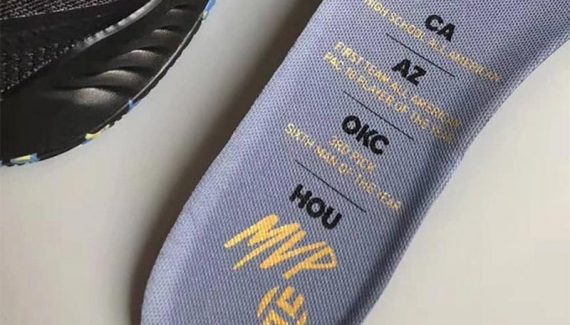 CA
HIGH SCHOOL ALL AMERICAN
AZ
FIRST TEAM ALL AMERICAN
PAC-10 PLAYER OF THE YEAR
OKC
3RD PICK
SIXTH MAN OF THE YEAR
HOU
MVP